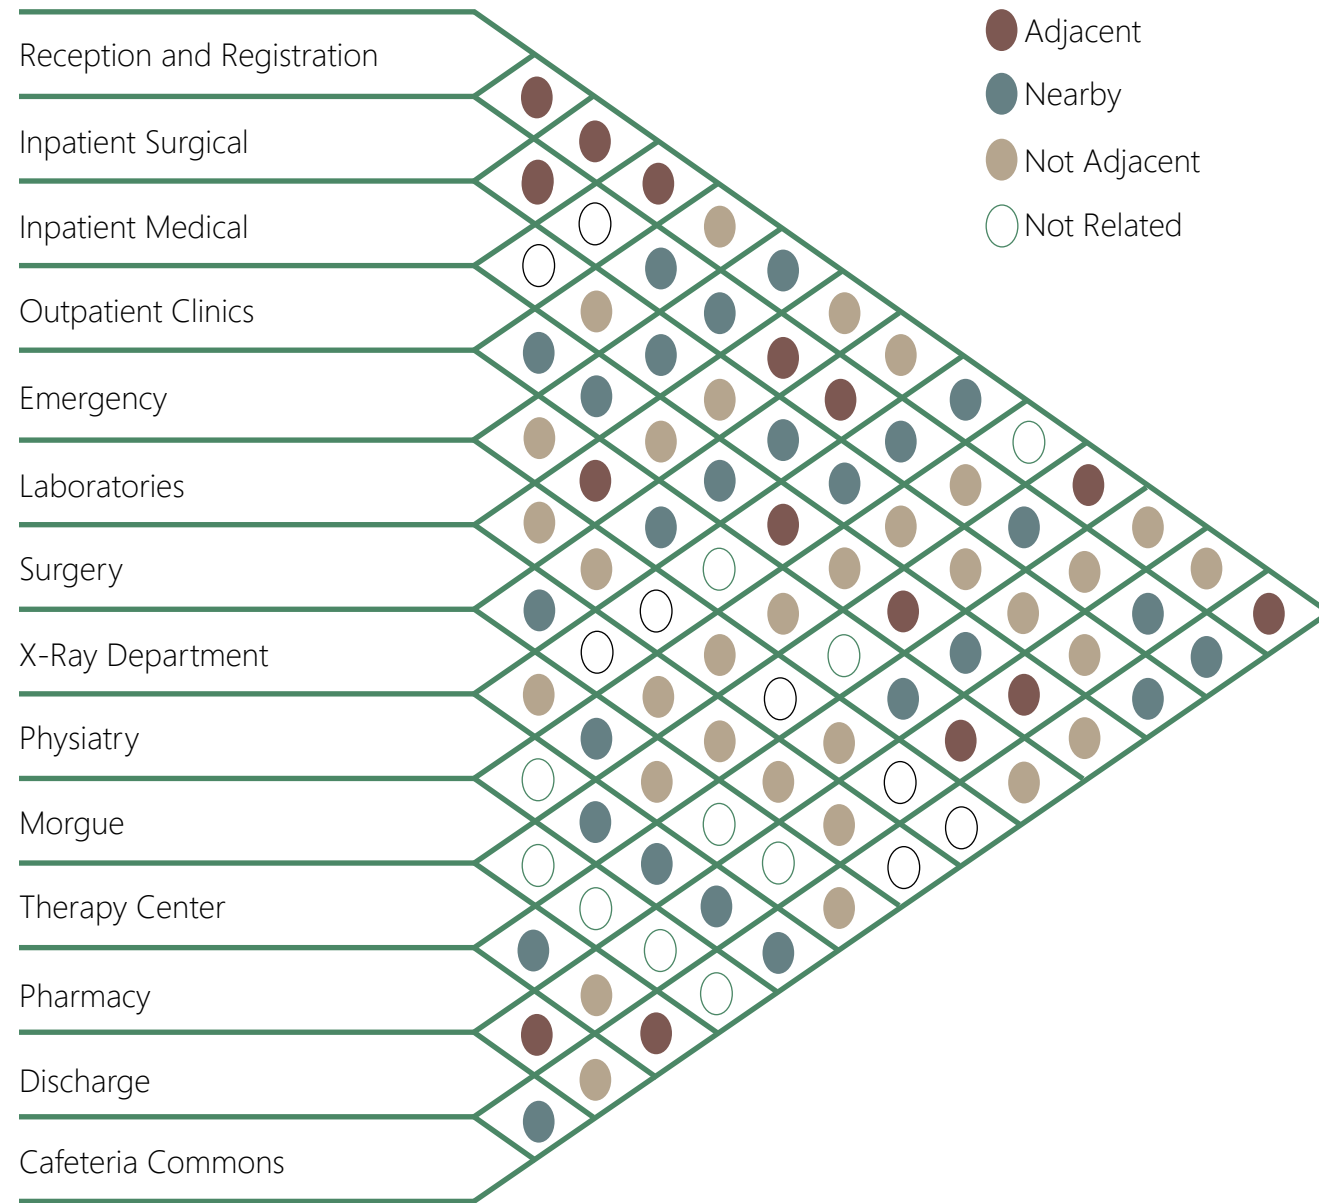 Reception and Registration
Inpatient Surgical
Inpatient Medical
Outpatient Clinics
Emergency
Laboratories
Surgery
X-Ray Department
Physiatry
Morgue
Therapy Center
Pharmacy
Discharge
Cafeteria Commons
Adjacent
Nearby
Not Adjacent
Not Related